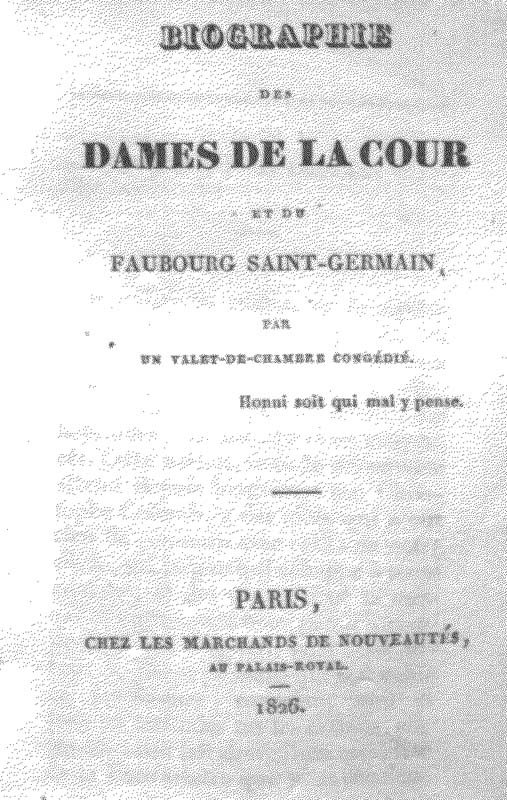 BIOGRAPHIE
DES
DAMES DE LA COUR
ET DU
FAUBOURG SAINT-GERMAIN,
PAR
UN VALET-DE-CHAMBRE CONGÉDIÉ.
Honni soit qui mal y pense.
PARIS,
CHEZ LES MARCHANDS DE NOUVEAUTÉS,
AU PALAIS-ROYAL.
1826.